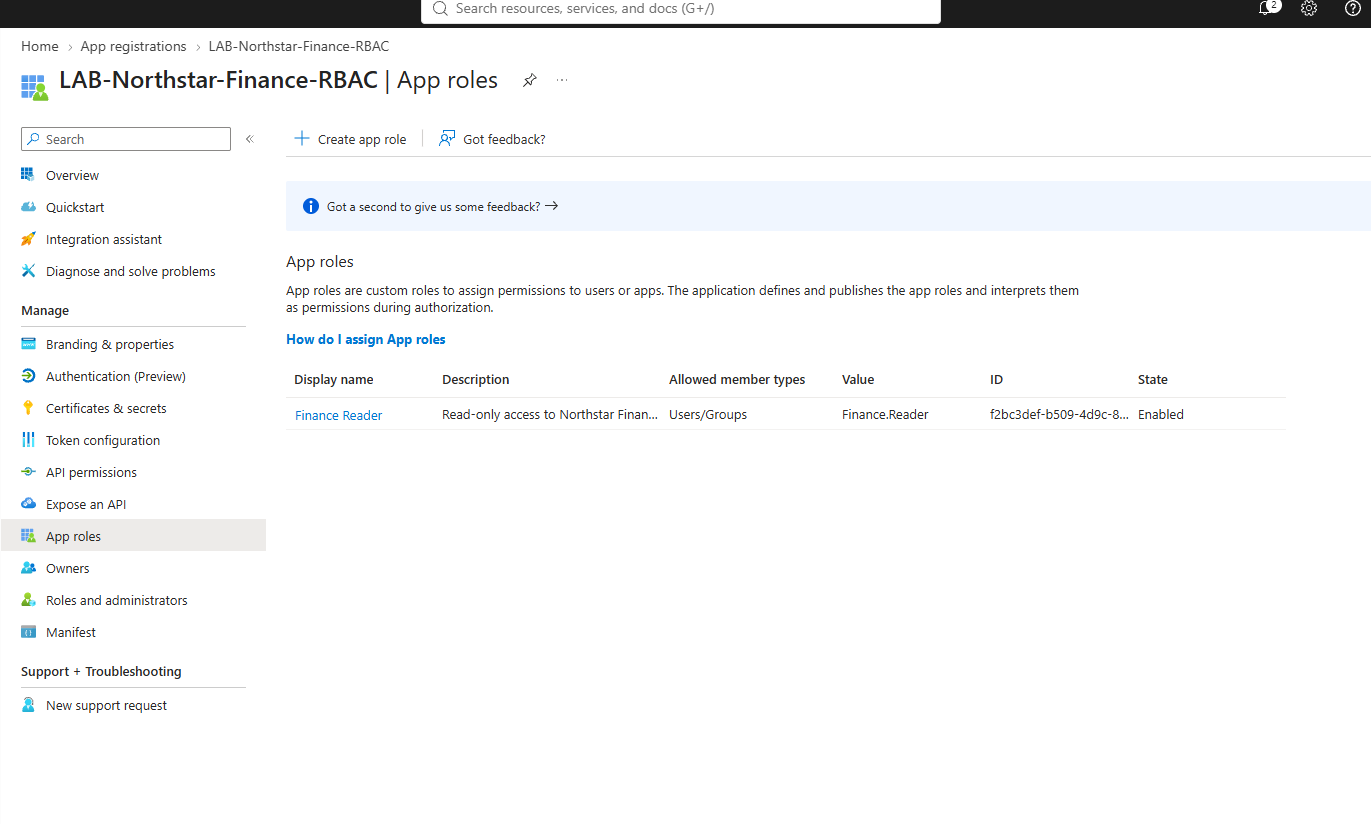 Search resources, services, and docs (G+/)
2
Home > App registrations > LAB-Northstar-Finance-RBAC
LAB-Northstar-Finance-RBAC | App roles
Search
Overview
Quickstart
Integration assistant
Diagnose and solve problems
Manage
Branding & properties
Authentication (Preview)
Certificates & secrets
Token configuration
API permissions
Expose an API
App roles
Owners
Roles and administrators
Manifest
Support + Troubleshooting
New support request
Create app role
Got feedback?
Got a second to give us some feedback?
App roles
App roles are custom roles to assign permissions to users or apps. The application defines and publishes the app roles and interprets them
as permissions during authorization.
How do I assign App roles
Display name Description Allowed member types Value ID State
Finance Reader Read-only access to Northstar Finan... Users/Groups Finance.Reader f2bc3def-b509-4d9c-8... Enabled